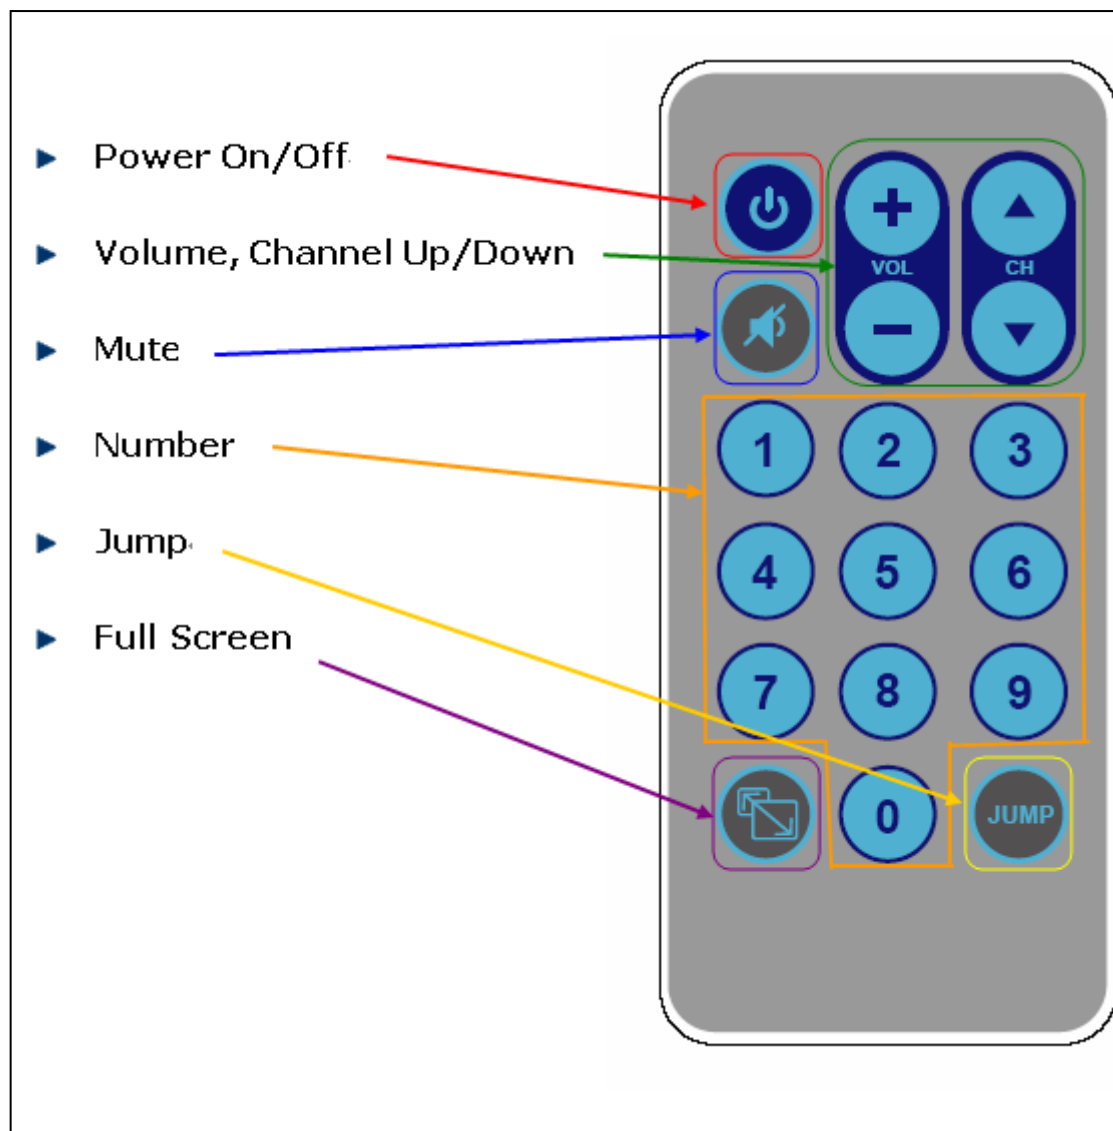 Power On/Off
Volume, Channel Up/Down
Mute
Number
Jump
Full Screen
VOL CH
1 2 3
4 5 6
7 8 9
0 JUMP